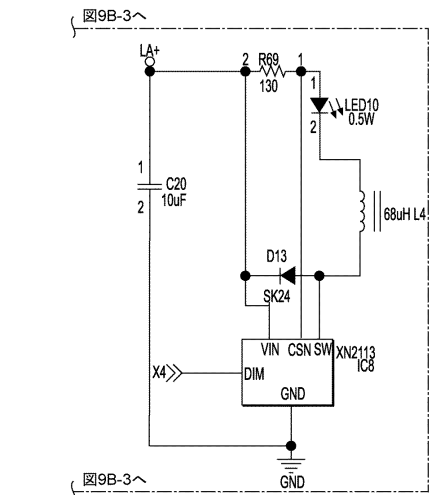 図9B-3へ
LA+
2
R69
1
130
1
LED10
0.5W
2
1
C20
10uF
2
68uH L4
D13
SK24
VIN
CSN
SW
XN2113
IC8
X4
DIM
GND
図9B-3へ
GND